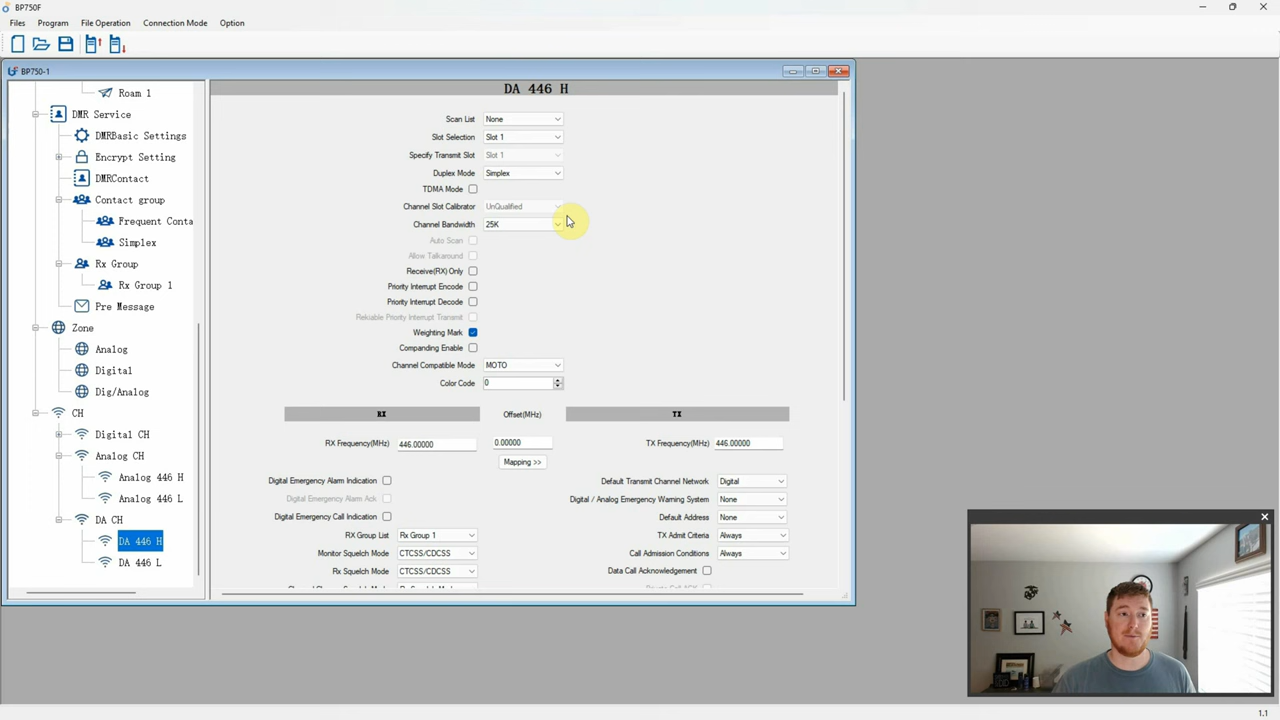 BP750F
Files Program File Operation Connection Mode Option
BP750-1
Roam 1
DMR Service
DMRBasic Settings
Encrypt Setting
DMRContact
Contact group
Frequent Conta
Simplex
Rx Group
Rx Group 1
Pre Message
Zone
Analog
Digital
Dig/Analog
CH
Digital CH
Analog CH
Analog 446 H
Analog 446 L
DA CH
DA 446 H
DA 446 L
DA 446 H
Scan List None
Slot Selection Slot 1
Specify Transmit Slot Slot 1
Duplex Mode Simplex
TDMA Mode
Channel Slot Calibrator UnQualified
Channel Bandwidth 25K
Auto Scan
Allow Talkaround
Receive(RX) Only
Priority Interrupt Encode
Priority Interrupt Decode
Rekiable Priority Interrupt Transmit
Weighting Mark
Companding Enable
Channel Compatible Mode MOTO
Color Code 0
RX Offset(MHz) TX
RX Frequency(MHz) 446.00000 0.00000 TX Frequency(MHz) 446.00000
Mapping >>
Digital Emergency Alarm Indication Default Transmit Channel Network Digital
Digital Emergency Alarm Ack Digital / Analog Emergency Warning System None
Digital Emergency Call Indication Default Address None
RX Group List Rx Group 1 TX Admit Criteria Always
Monitor Squelch Mode CTCSS/CDCSS Call Admission Conditions Always
Rx Squelch Mode CTCSS/CDCSS Data Call Acknowledgement
1.1